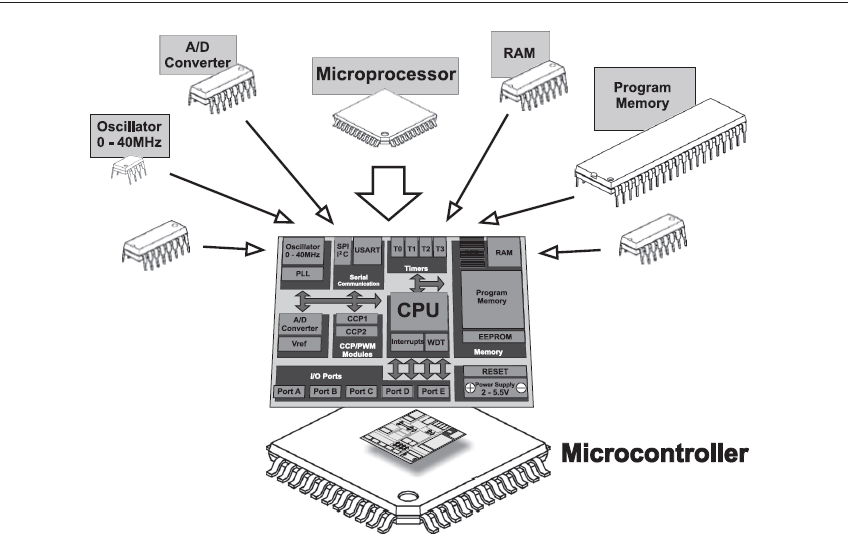 A/D
Converter
Microprocessor
RAM
Program
Memory
Oscillator
0 - 40MHz
Oscillator
0 - 40MHz
PLL
SPI
I²C
USART
Serial
Communication
T0 T1 T2 T3
Timers
RAM
Program
Memory
EEPROM
Memory
A/D
Converter
Vref
CCP1
CCP2
CCP/PWM
Modules
CPU
Interrupts
WDT
I/O Ports
Port A
Port B
Port C
Port D
Port E
RESET
Power Supply
2 - 5.5V
Microcontroller